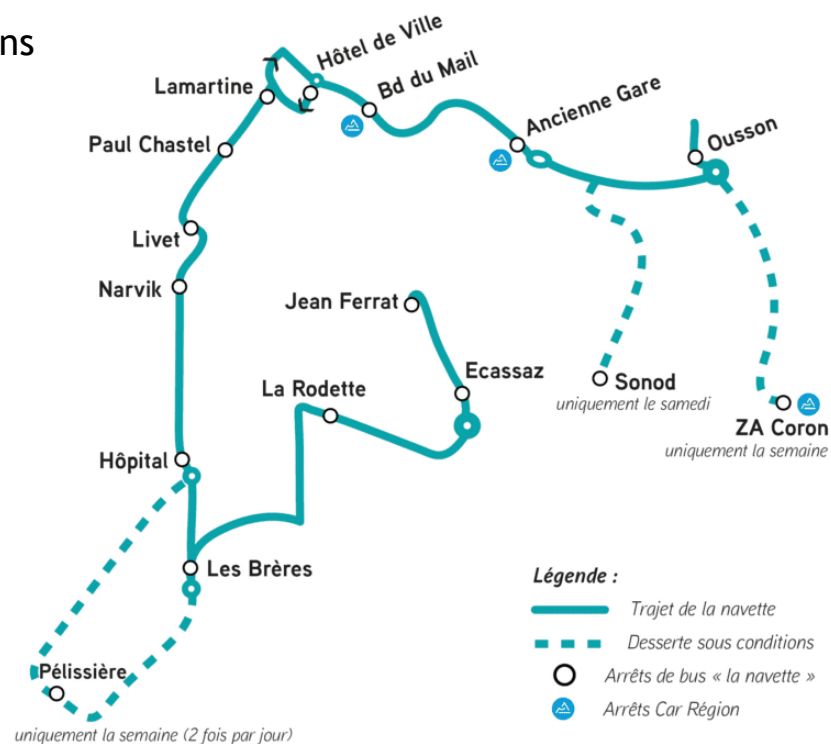 ns
Hôtel de Ville
Lamartine
Bd du Mail
Ancienne Gare
Paul Chastel
Ousson
Livet
Narvik
Jean Ferrat
Ecassaz
La Rodette
Sonod
uniquement le samedi
ZA Coron
uniquement la semaine
Hôpital
Les Brères
Pélissière
uniquement la semaine (2 fois par jour)
Légende :
Trajet de la navette
Desserte sous conditions
Arrêts de bus « la navette »
Arrêts Car Région